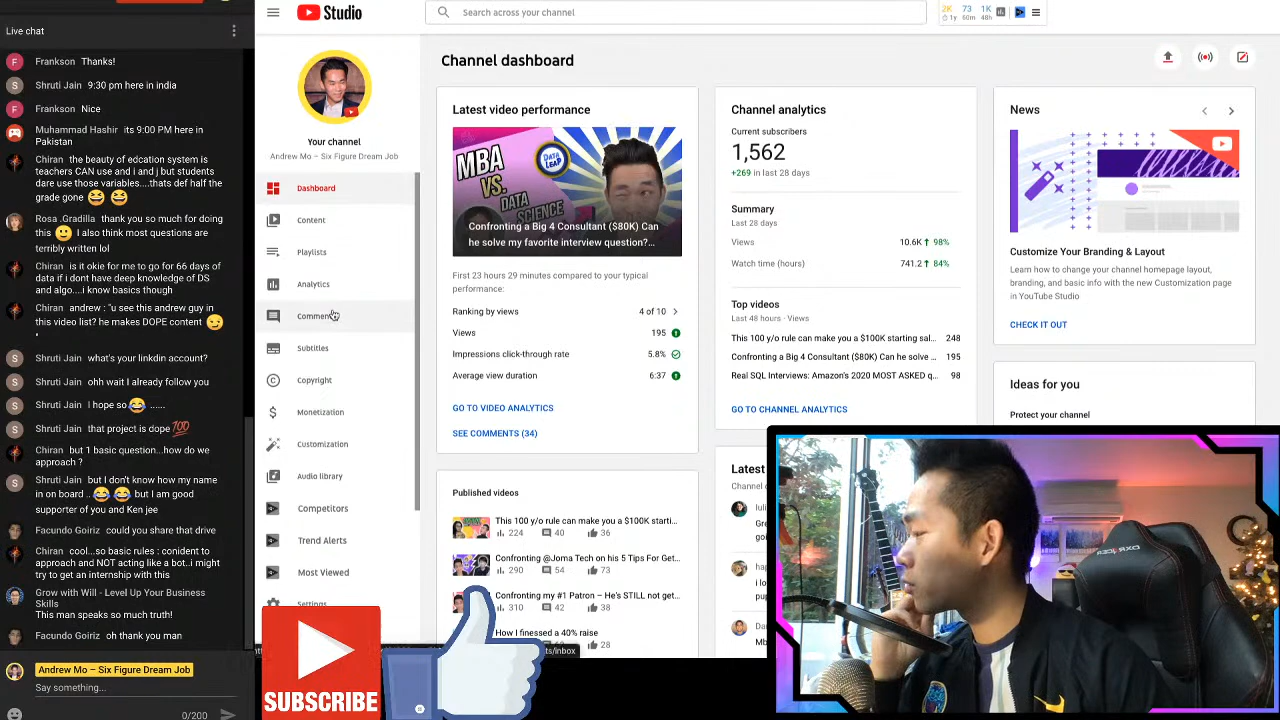 Live chat
Frankson Thanks!
Shruti Jain 9:30 pm here in india
Frankson Nice
Muhammad Hashir its 9:00 PM here in
Pakistan
Chiran the beauty of edcation system is
teachers CAN use and i and j but students
dare use those variables....thats def half the
grade gone
Rosa .Gradilla thank you so much for doing
this 🙂 I also think most questions are
terribly written lol
Chiran is it okie for me to go for 66 days of
data if i dont have deep knowledge of DS
and algo....i know basics though
Chiran andrew : "u see this andrew guy in
this video list? he makes DOPE content 😉
"
Shruti Jain what's your linkdin account?
Shruti Jain ohh wait I already follow you
Shruti Jain I hope so 😂 ......
Shruti Jain that project is dope 💯
Chiran but 1 basic question...how do we
approach ?
Shruti Jain but I don't know how my name
in on board .. 😂 😂 but I am good
supporter of you and Ken jee
Facundo Goiriz could you share that drive
Chiran cool...so basic rules : conident to
approach and NOT acting like a bot..i might
try to get an internship with this
Grow with Will - Level Up Your Business
Skills
This man speaks so much truth!
Facundo Goiriz oh thank you man
Andrew Mo – Six Figure Dream Job
Say something...
0/200
Studio
Search across your channel
2K 73 1K
1y 60m 48h
Your channel
Andrew Mo – Six Figure Dream Job
Dashboard
Content
Playlists
Analytics
Comments
Subtitles
Copyright
Monetization
Customization
Audio library
Competitors
Trend Alerts
Most Viewed
Settings
SUBSCRIBE
Channel dashboard
Latest video performance
MBA
VS.
DATA
SCIENCE
DATA
LEAP
Confronting a Big 4 Consultant ($80K) Can
he solve my favorite interview question?...
First 23 hours 29 minutes compared to your typical
performance:
Ranking by views 4 of 10
Views 195
Impressions click-through rate 5.8%
Average view duration 6:37
GO TO VIDEO ANALYTICS
SEE COMMENTS (34)
Published videos
This 100 y/o rule can make you a $100K starti...
224 40 36
Confronting @Joma Tech on his 5 Tips For Get...
290 54 73
Confronting my #1 Patron – He's STILL not get...
310 42 38
How I finessed a 40% raise
28
ts/inbox
Channel analytics
Current subscribers
1,562
+269 in last 28 days
Summary
Last 28 days
Views 10.6K 98%
Watch time (hours) 741.2 84%
Top videos
Last 48 hours · Views
This 100 y/o rule can make you a $100K starting sal... 248
Confronting a Big 4 Consultant ($80K) Can he solve ... 195
Real SQL Interviews: Amazon's 2020 MOST ASKED q... 98
GO TO CHANNEL ANALYTICS
Latest
Channel
News
Customize Your Branding & Layout
Learn how to change your channel homepage layout,
branding, and basic info with the new Customization page
in YouTube Studio
CHECK IT OUT
Ideas for you
Protect your channel
DXRACER